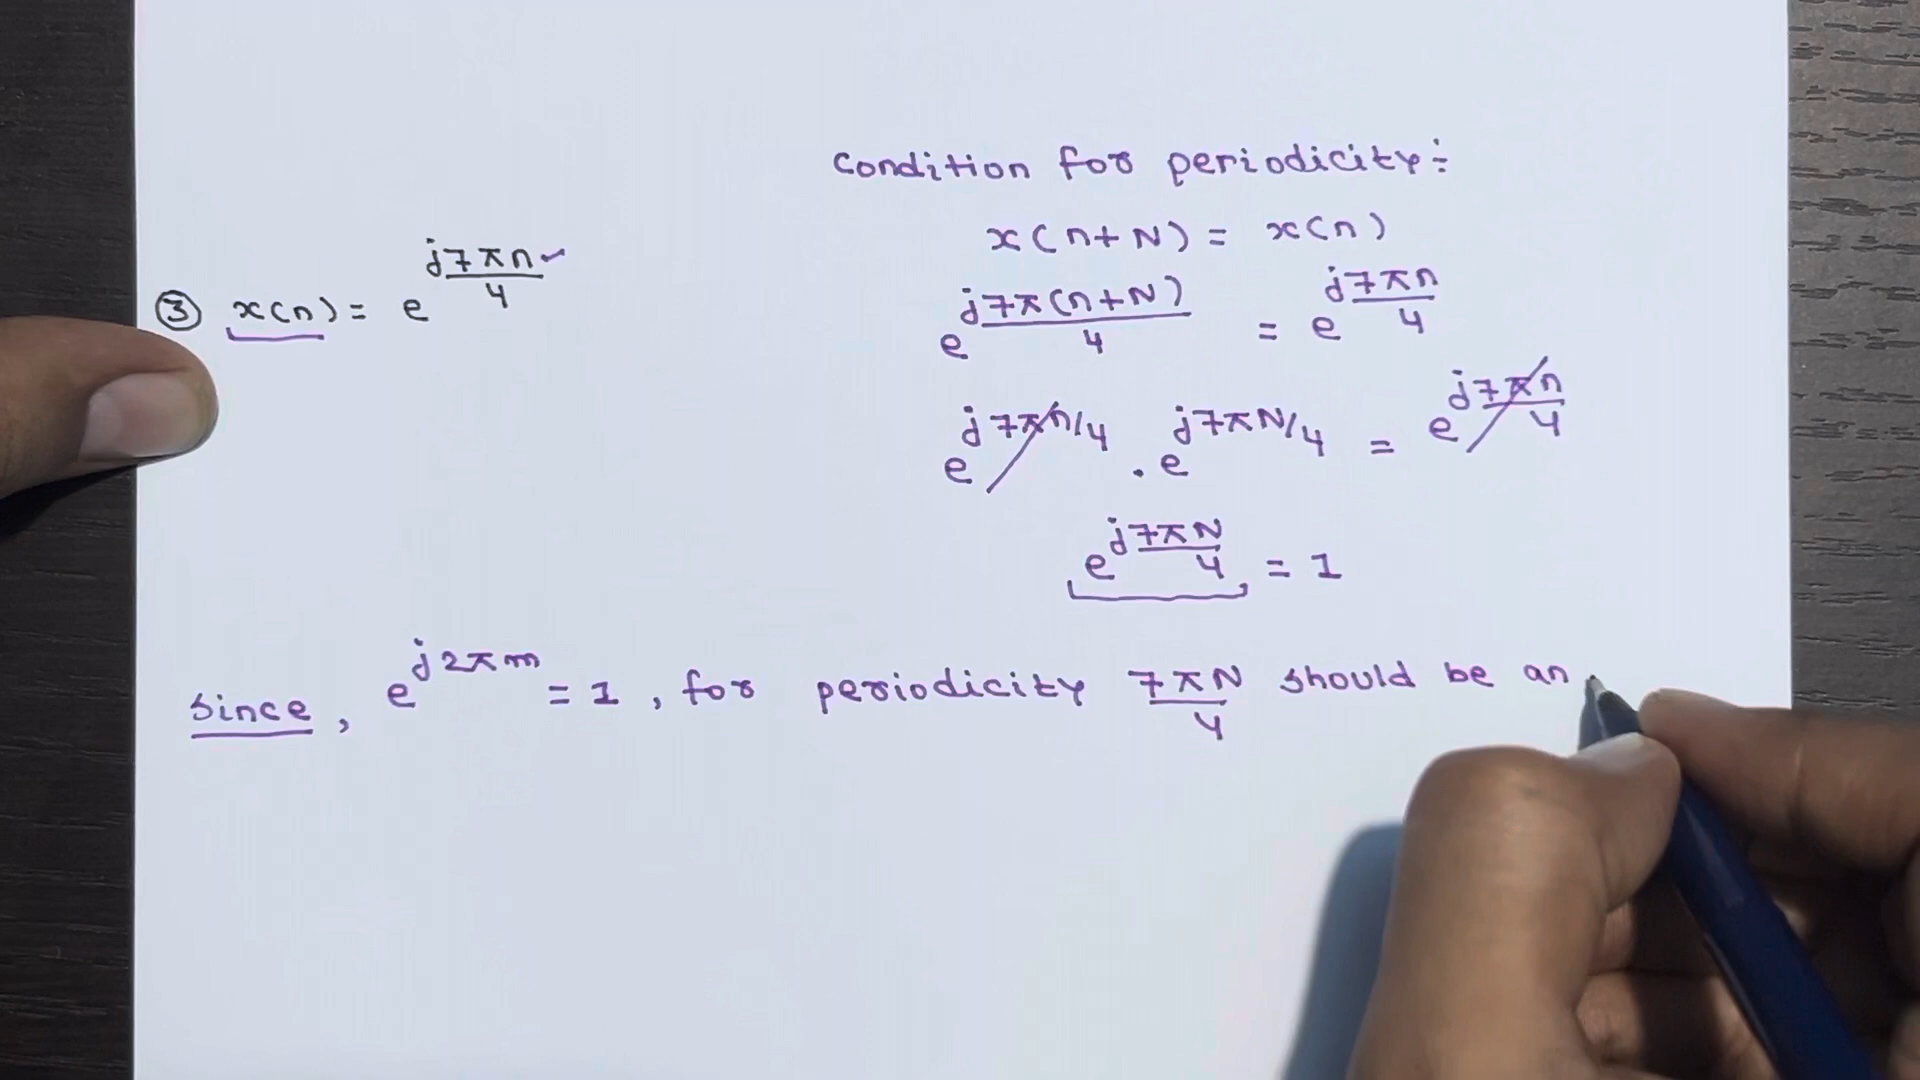 ③ x(n) = e^{j7πn/4}
Condition for periodicity:
x(n+N) = x(n)
e^{j7π(n+N)/4} = e^{j7πn/4}
e^{j7πn/4} . e^{j7πN/4} = e^{j7πn/4}
e^{j7πN/4} = 1
Since, e^{j2πm} = 1, for periodicity 7πN/4 should be an